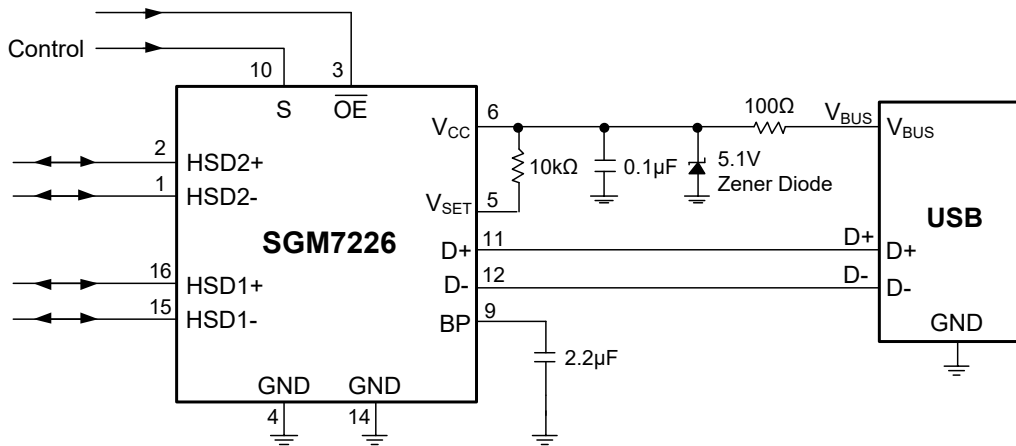 Control
10
3
S
OE
6
100Ω
VBUS
VCC
VBUS
2
HSD2+
10kΩ
0.1µF
5.1V
Zener Diode
1
HSD2-
5
VSET
USB
SGM7226
D+
11
D+
D+
16
HSD1+
D-
12
D-
D-
15
HSD1-
BP
9
GND
2.2µF
GND
GND
4
14